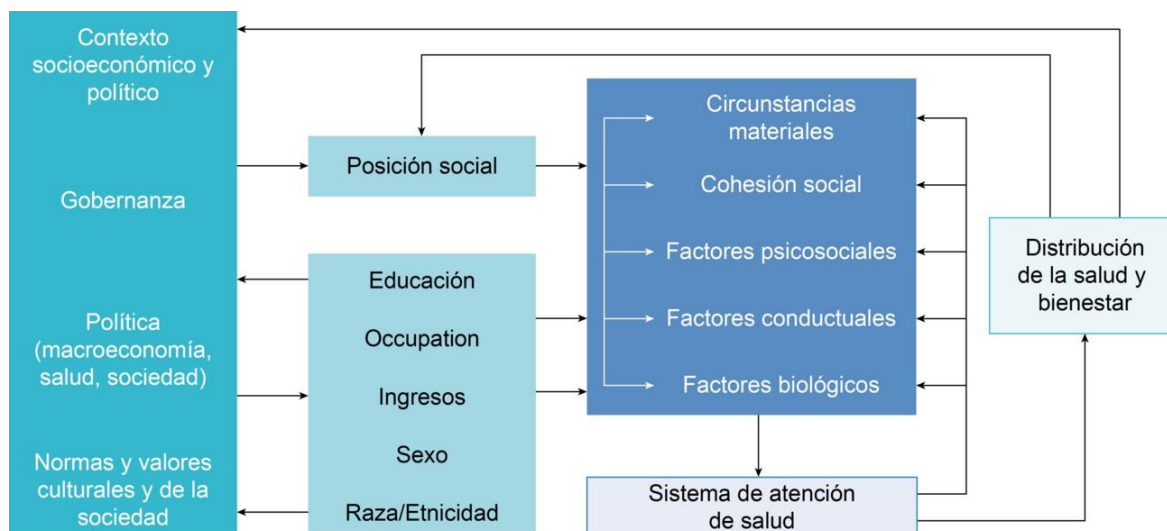 Contexto
socioeconómico y
político
Gobernanza
Política
(macroeconomía,
salud, sociedad)
Normas y valores
culturales y de la
sociedad
Posición social
Educación
Occupation
Ingresos
Sexo
Raza/Etnicidad
Circunstancias
materiales
Cohesión social
Factores psicosociales
Factores conductuales
Factores biológicos
Sistema de atención
de salud
Distribución
de la salud y
bienestar